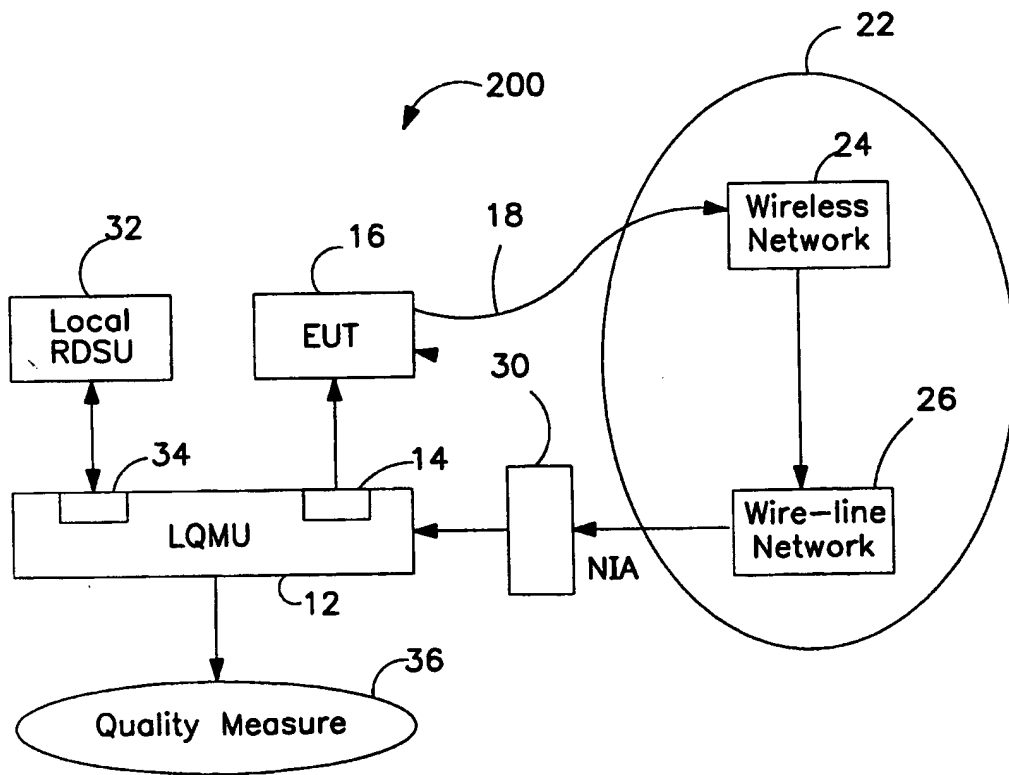 22
200
24
Wireless
Network
18
32
16
Local
RDSU
EUT
30
26
34
14
LQMU
Wire-line
Network
NIA
12
36
Quality Measure